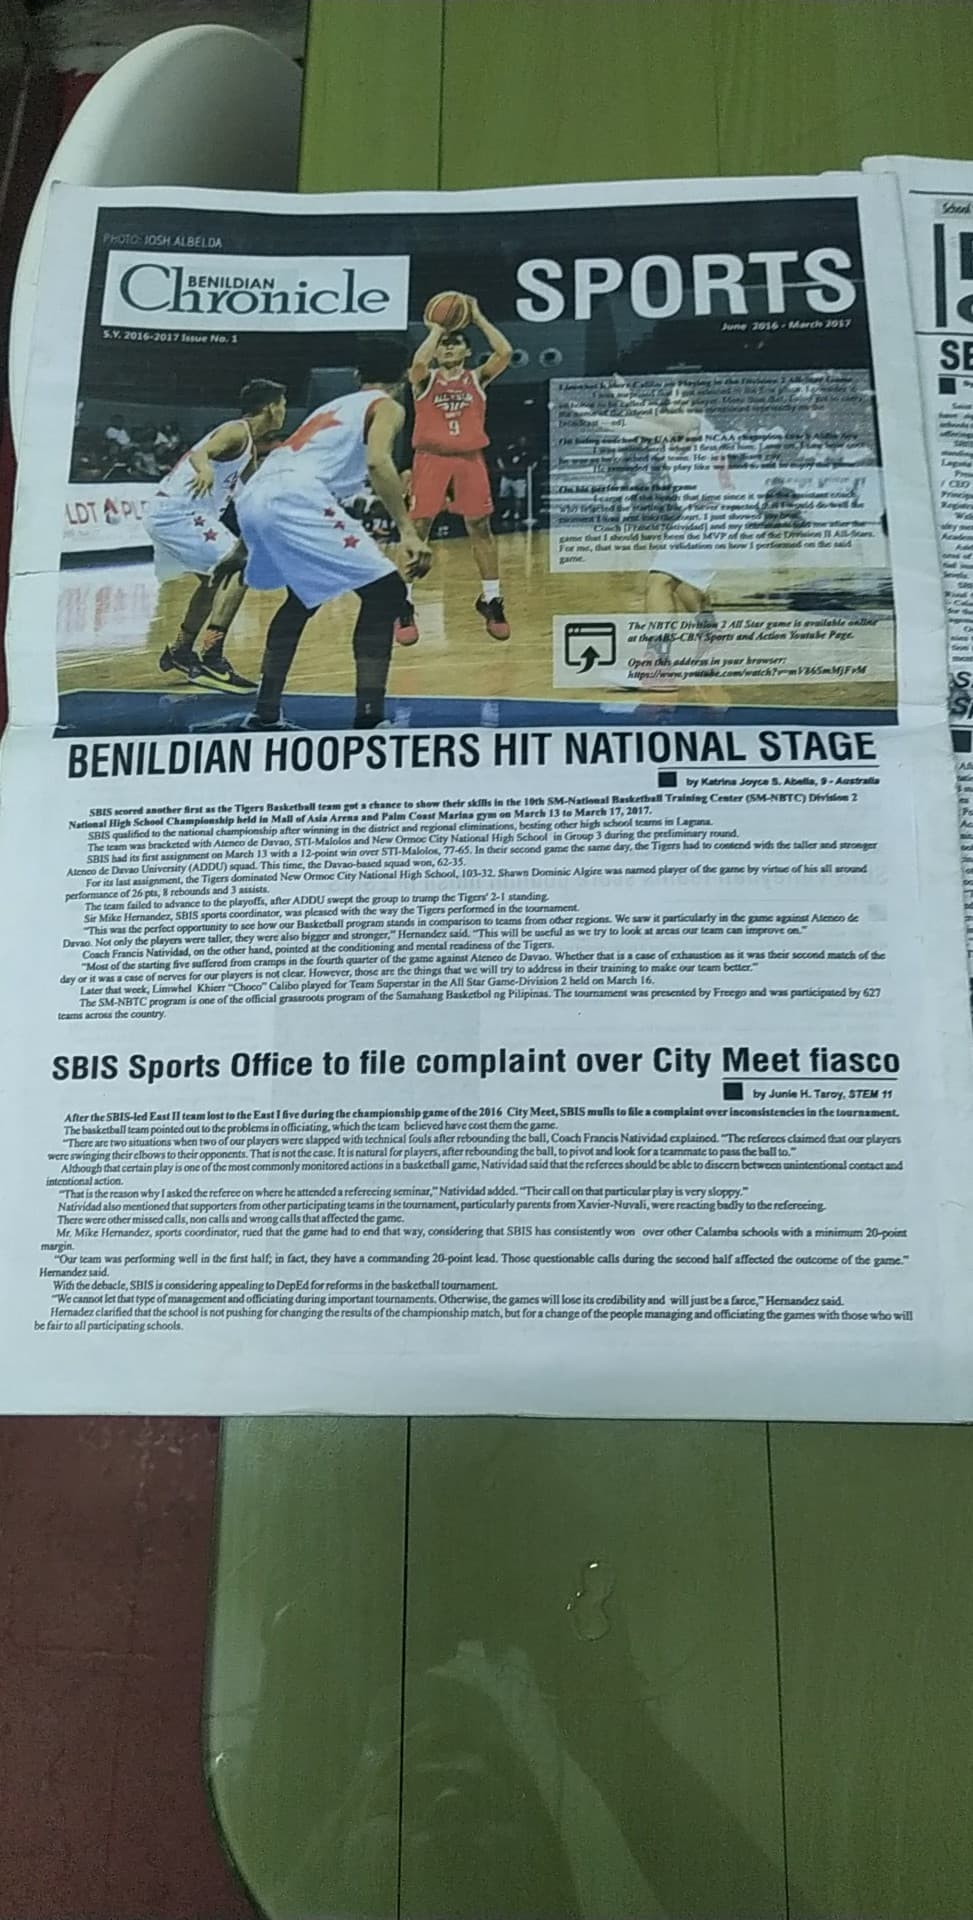 PHOTO: JOSH ALBELDA
BENILDIAN
Chronicle
SPORTS
S.Y. 2016-2017 Issue No. 1
June 2016 - March 2017
game that I should have been the MVP of the of the Division II All-Stars.
For me, that was the best validation on how I performed on the said
game.
The NBTC Division 2 All Star game is available online
at the ABS-CBN Sports and Action Youtube Page.
Open this address in your browser:
ALL STAR
9
LDT
BENILDIAN HOOPSTERS HIT NATIONAL STAGE
by Katrina Joyce S. Abella, 9 - Australia
SBIS scored another first as the Tigers Basketball team got a chance to show their skills in the 10th SM-National Basketball Training Center (SM-NBTC) Division 2
National High School Championship held in Mall of Asia Arena and Palm Coast Marina gym on March 13 to March 17, 2017.
SBIS qualified to the national championship after winning in the district and regional eliminations, besting other high school teams in Laguna.
The team was bracketed with Ateneo de Davao, STI-Malolos and New Ormoc City National High School in Group 3 during the preliminary round.
SBIS had its first assignment on March 13 with a 12-point win over STI-Malolos, 77-65. In their second game the same day, the Tigers had to contend with the taller and stronger
Ateneo de Davao University (ADDU) squad. This time, the Davao-based squad won, 62-35.
For its last assignment, the Tigers dominated New Ormoc City National High School, 103-32. Shawn Dominic Algire was named player of the game by virtue of his all around
performance of 26 pts, 8 rebounds and 3 assists.
The team failed to advance to the playoffs, after ADDU swept the group to trump the Tigers' 2-1 standing.
Sir Mike Hernandez, SBIS sports coordinator, was pleased with the way the Tigers performed in the tournament.
"This was the perfect opportunity to see how our Basketball program stands in comparison to teams from other regions. We saw it particularly in the game against Ateneo de
Davao. Not only the players were taller, they were also bigger and stronger," Hernandez said. "This will be useful as we try to look at areas our team can improve on."
Coach Francis Natividad, on the other hand, pointed at the conditioning and mental readiness of the Tigers.
"Most of the starting five suffered from cramps in the fourth quarter of the game against Ateneo de Davao. Whether that is a case of exhaustion as it was their second match of the
day or it was a case of nerves for our players is not clear. However, those are the things that we will try to address in their training to make our team better."
Later that week, Limwhel Khierr "Choco" Calibo played for Team Superstar in the All Star Game-Division 2 held on March 16.
The SM-NBTC program is one of the official grassroots program of the Samahang Basketbol ng Pilipinas. The tournament was presented by Freego and was participated by 627
teams across the country.
SBIS Sports Office to file complaint over City Meet fiasco
by Junie H. Taroy, STEM 11
After the SBIS-led East II team lost to the East I five during the championship game of the 2016 City Meet, SBIS mulls to file a complaint over inconsistencies in the tournament.
The basketball team pointed out to the problems in officiating, which the team believed have cost them the game.
"There are two situations when two of our players were slapped with technical fouls after rebounding the ball, Coach Francis Natividad explained. "The referees claimed that our players
were swinging their elbows to their opponents. That is not the case. It is natural for players, after rebounding the ball, to pivot and look for a teammate to pass the ball to."
Although that certain play is one of the most commonly monitored actions in a basketball game, Natividad said that the referees should be able to discern between unintentional contact and
intentional action.
"That is the reason why I asked the referee on where he attended a refereeing seminar," Natividad added. "Their call on that particular play is very sloppy."
Natividad also mentioned that supporters from other participating teams in the tournament, particularly parents from Xavier-Nuvali, were reacting badly to the refereeing.
There were other missed calls, non calls and wrong calls that affected the game.
Mr. Mike Hernandez, sports coordinator, rued that the game had to end that way, considering that SBIS has consistently won over other Calamba schools with a minimum 20-point
margin.
"Our team was performing well in the first half; in fact, they have a commanding 20-point lead. Those questionable calls during the second half affected the outcome of the game."
Hernandez said.
With the debacle, SBIS is considering appealing to DepEd for reforms in the basketball tournament.
"We cannot let that type of management and officiating during important tournaments. Otherwise, the games will lose its credibility and will just be a farce," Hernandez said.
Hernadez clarified that the school is not pushing for changing the results of the championship match, but for a change of the people managing and officiating the games with those who will
be fair to all participating schools.
School
SE